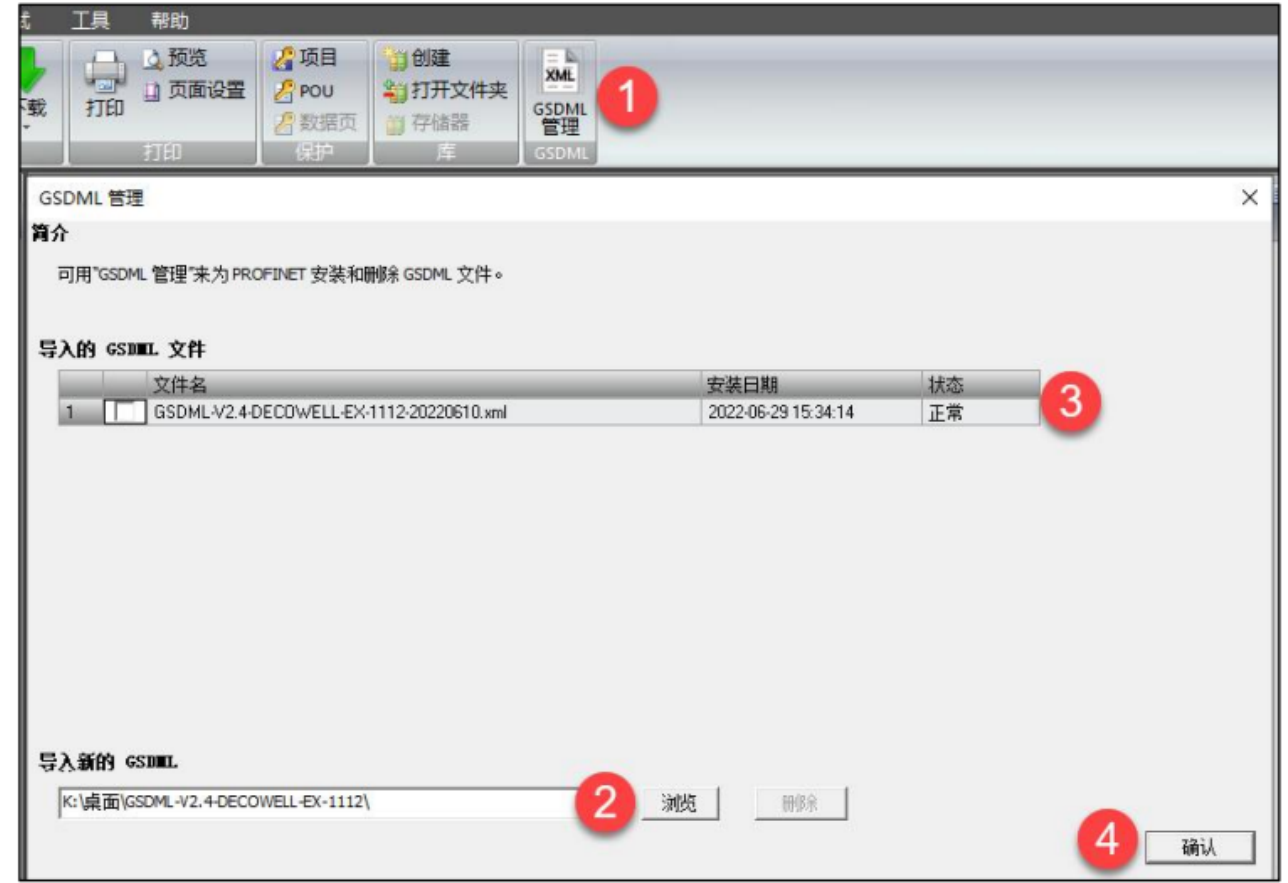 工具 帮助
下载
打印
预览
页面设置
打印
项目
POU
数据页
保护
创建
打开文件夹
存储器
库
XML
GSDML
管理
GSDML
1
GSDML 管理
简介
可用"GSDML 管理"来为 PROFINET 安装和删除 GSDML 文件。
导入的 GSDML 文件
文件名 安装日期 状态
1 GSDML-V2.4-DECOWELL-EX-1112-20220610.xml 2022-06-29 15:34:14 正常
3
导入新的 GSDML
K:\桌面\GSDML-V2.4-DECOWELL-EX-1112\ 2 浏览 删除
4 确认